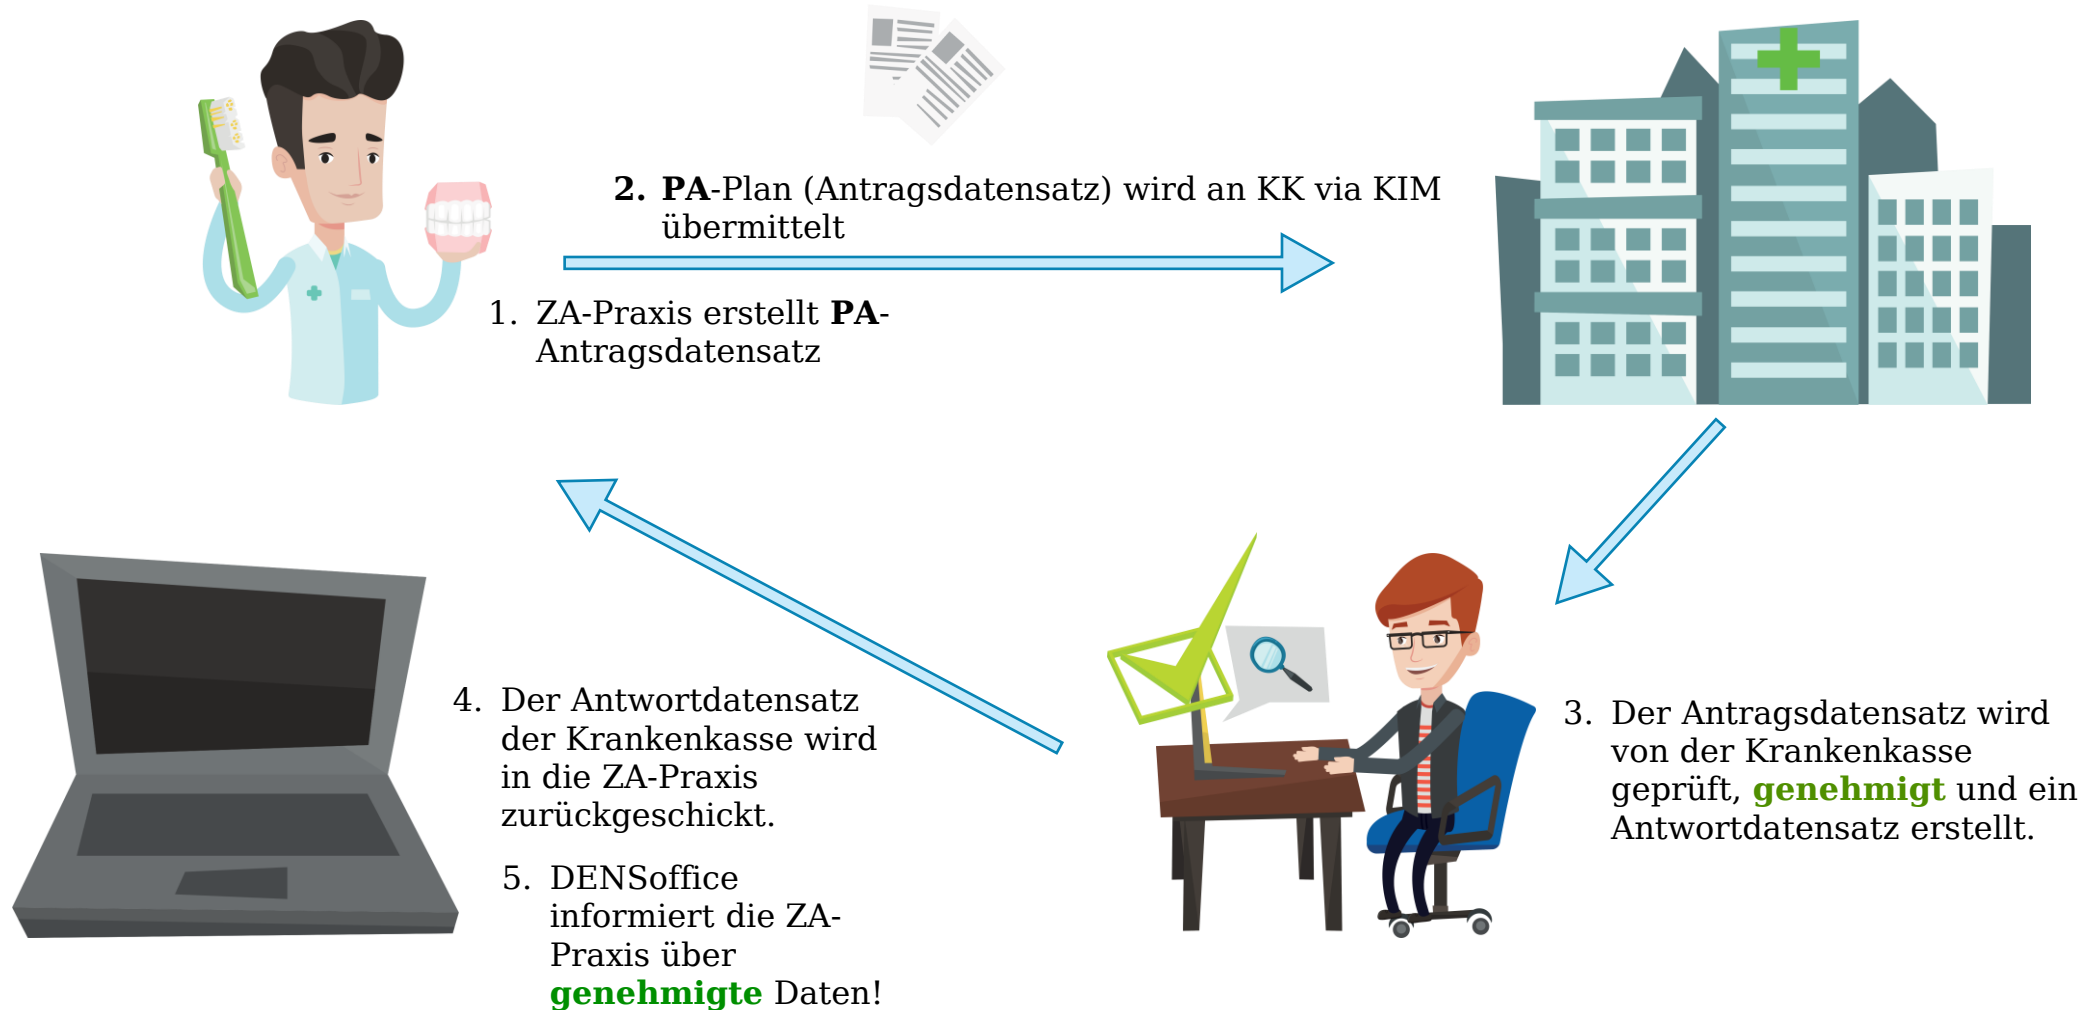 2. PA-Plan (Antragsdatensatz) wird an KK via KIM
übermittelt
1. ZA-Praxis erstellt PA-
Antragsdatensatz
3. Der Antragsdatensatz wird
von der Krankenkasse
geprüft, genehmigt und ein
Antwortdatensatz erstellt.
4. Der Antwortdatensatz
der Krankenkasse wird
in die ZA-Praxis
zurückgeschickt.
5. DENSoffice
informiert die ZA-
Praxis über
genehmigte Daten!